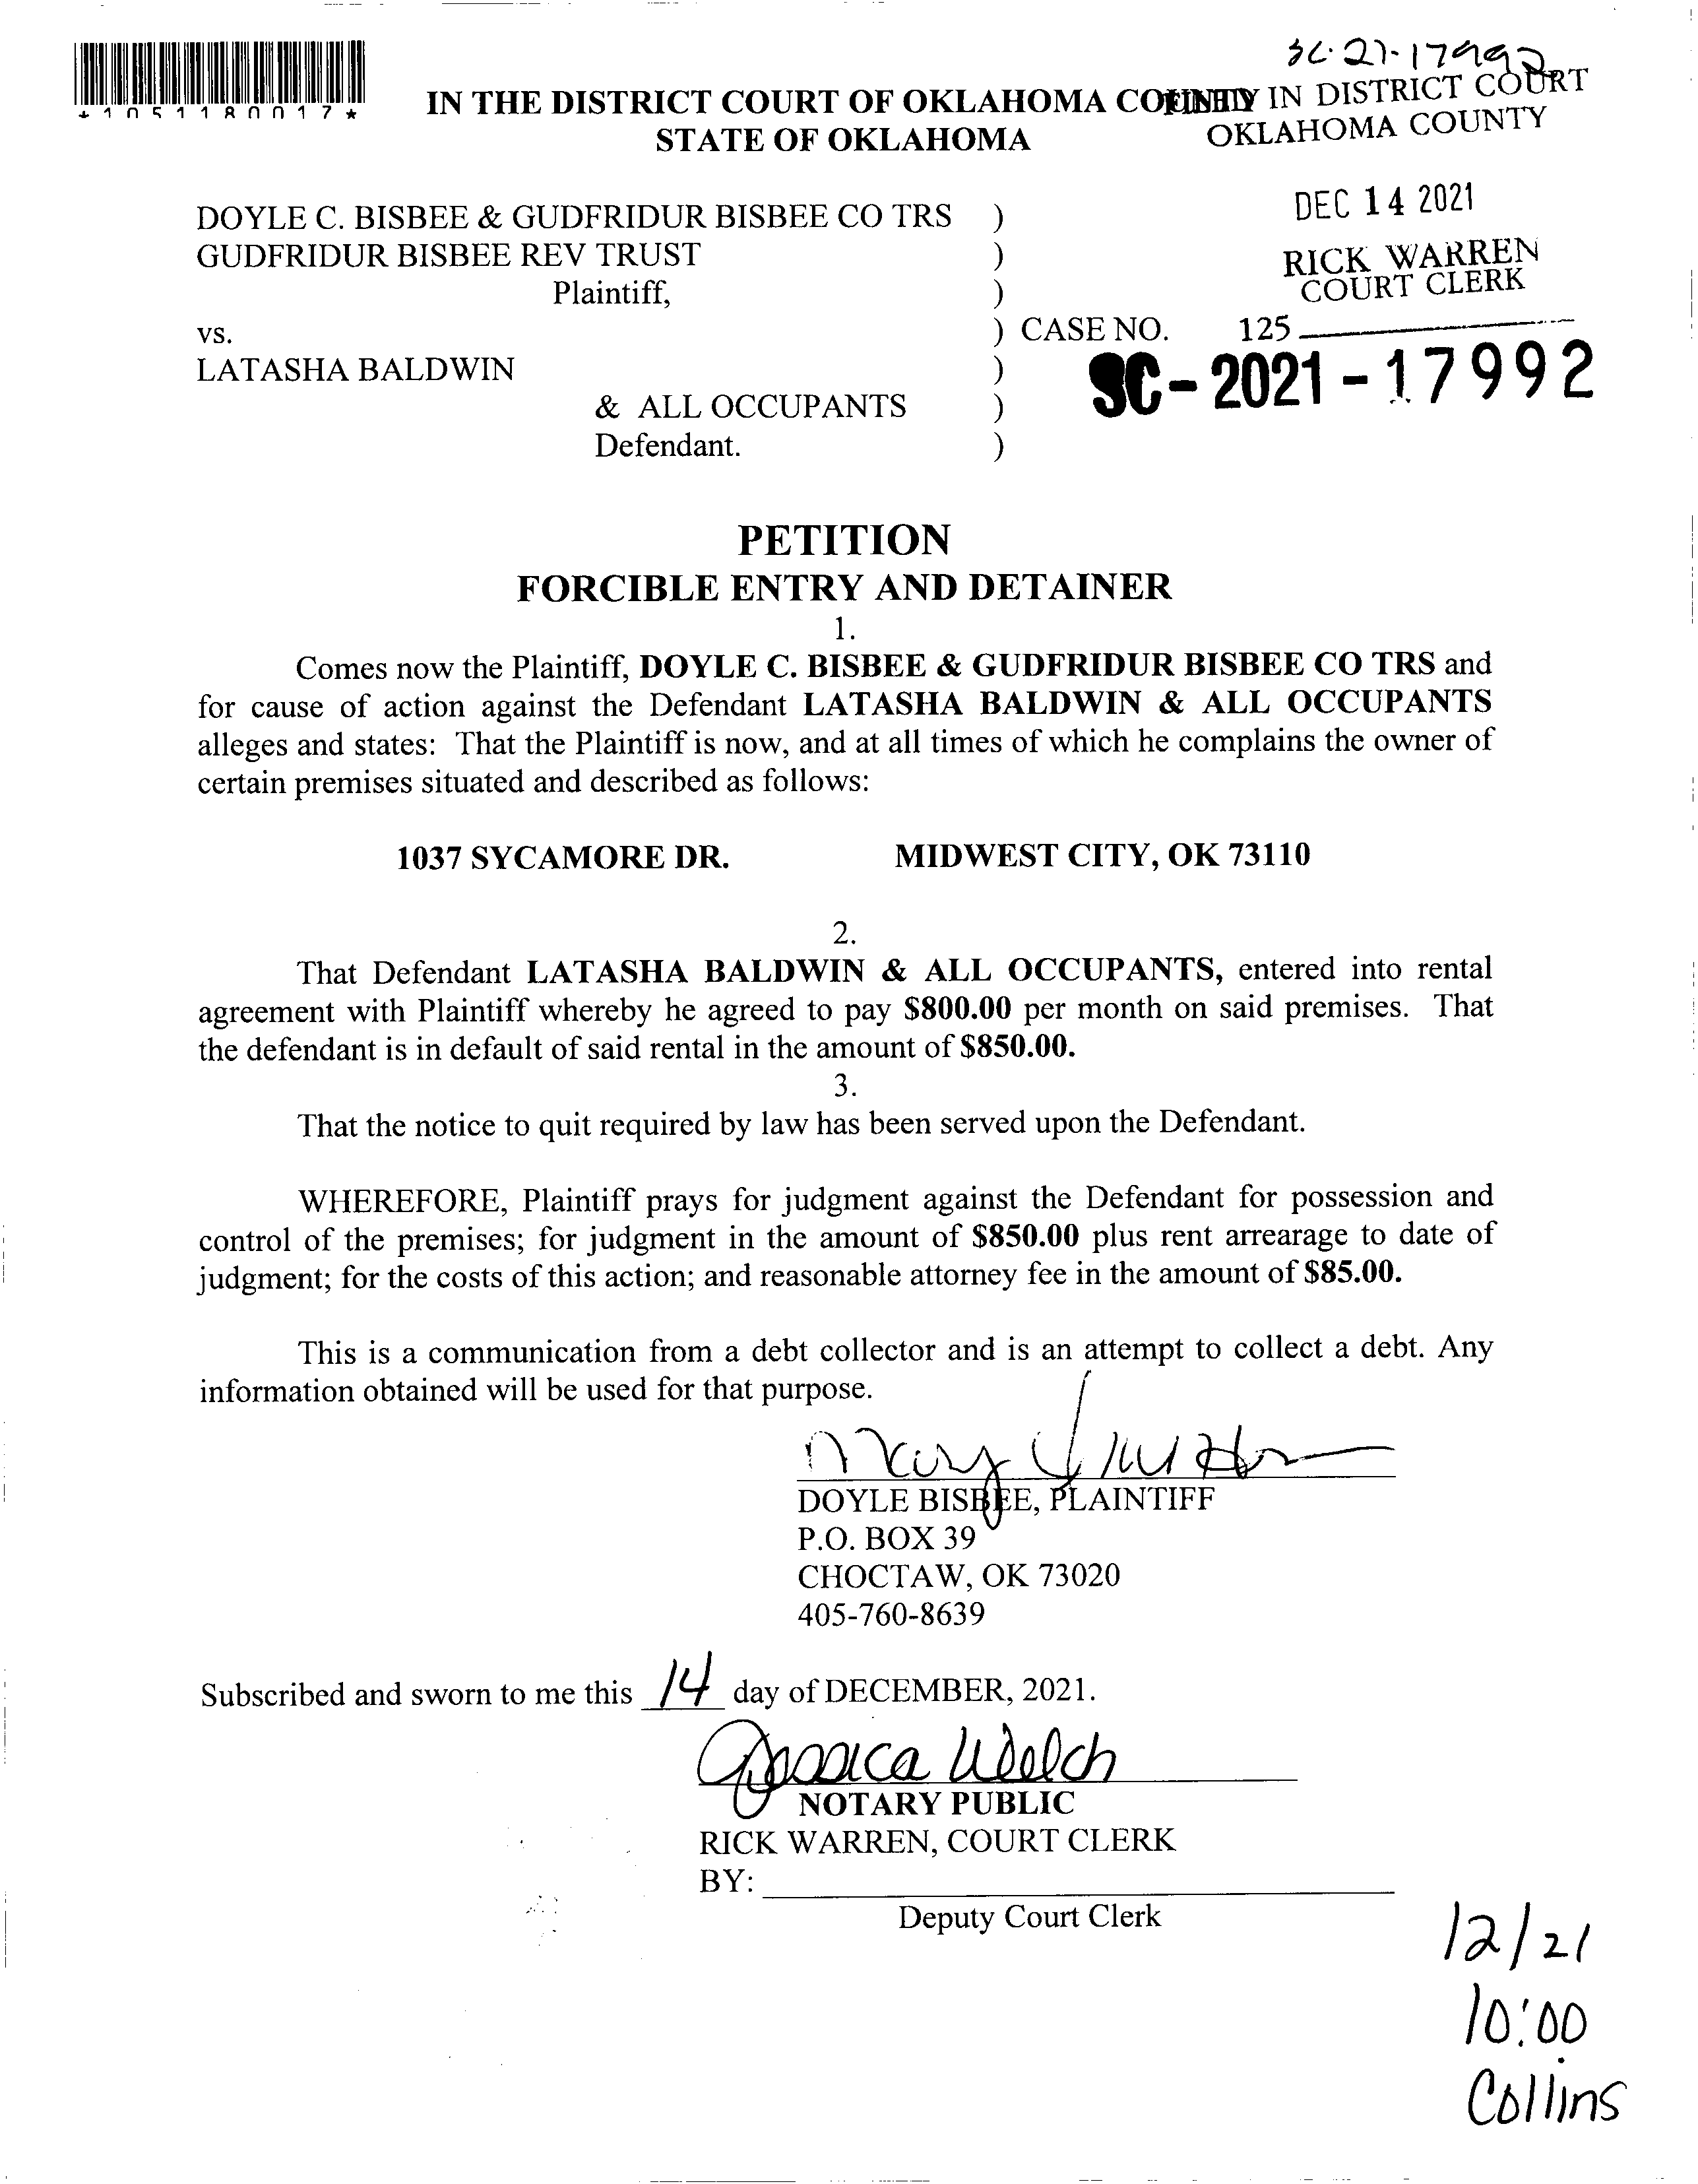 SC-21-17992
*1051180017*
IN THE DISTRICT COURT OF OKLAHOMA COUNTY
FILED IN DISTRICT COURT
STATE OF OKLAHOMA
OKLAHOMA COUNTY
DEC 14 2021
RICK WARREN
COURT CLERK
DOYLE C. BISBEE & GUDFRIDUR BISBEE CO TRS )
GUDFRIDUR BISBEE REV TRUST )
Plaintiff, )
vs. ) CASE NO. 125
LATASHA BALDWIN )
SC-2021-17992
& ALL OCCUPANTS )
Defendant. )
PETITION
FORCIBLE ENTRY AND DETAINER
1.
Comes now the Plaintiff, DOYLE C. BISBEE & GUDFRIDUR BISBEE CO TRS and
for cause of action against the Defendant LATASHA BALDWIN & ALL OCCUPANTS
alleges and states: That the Plaintiff is now, and at all times of which he complains the owner of
certain premises situated and described as follows:
1037 SYCAMORE DR. MIDWEST CITY, OK 73110
2.
That Defendant LATASHA BALDWIN & ALL OCCUPANTS, entered into rental
agreement with Plaintiff whereby he agreed to pay $800.00 per month on said premises. That
the defendant is in default of said rental in the amount of $850.00.
3.
That the notice to quit required by law has been served upon the Defendant.
WHEREFORE, Plaintiff prays for judgment against the Defendant for possession and
control of the premises; for judgment in the amount of $850.00 plus rent arrearage to date of
judgment; for the costs of this action; and reasonable attorney fee in the amount of $85.00.
This is a communication from a debt collector and is an attempt to collect a debt. Any
information obtained will be used for that purpose.
Mary
DOYLE BISBEE, PLAINTIFF
P.O. BOX 39
CHOCTAW, OK 73020
405-760-8639
Subscribed and sworn to me this 14 day of DECEMBER, 2021.
Jessica Welch
NOTARY PUBLIC
RICK WARREN, COURT CLERK
BY:
Deputy Court Clerk
12/21
10:00
Collins